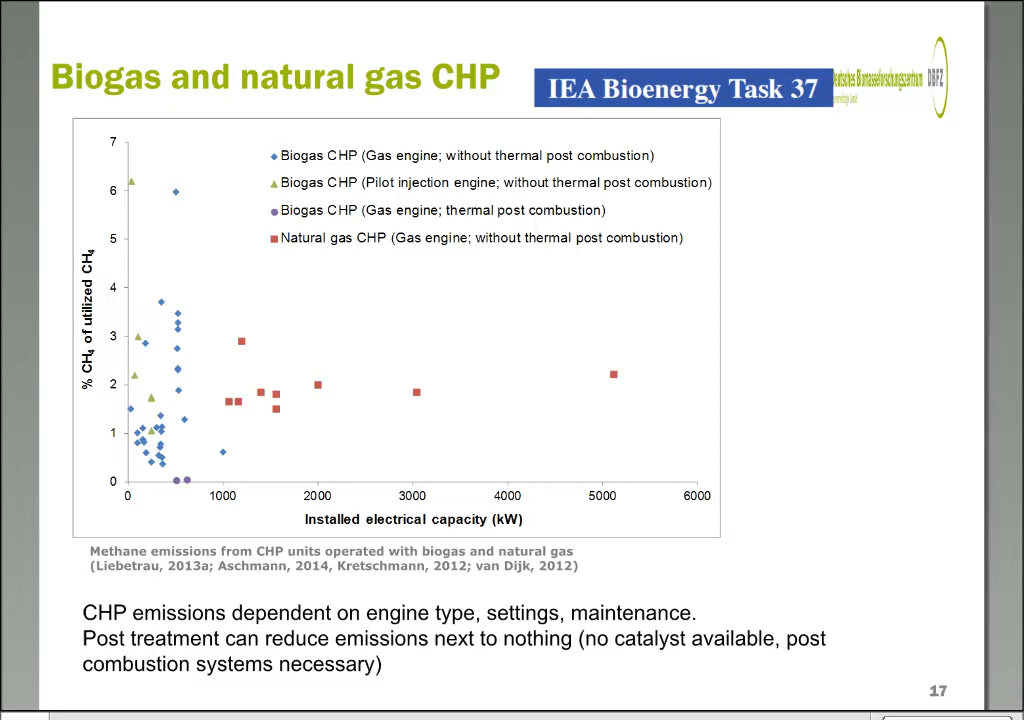 Biogas and natural gas CHP
IEA Bioenergy Task 37
Deutsches Biomasseforschungszentrum
DBFZ
7
6
5
4
3
2
1
0
% CH4 of utilized CH4
Biogas CHP (Gas engine; without thermal post combustion)
Biogas CHP (Pilot injection engine; without thermal post combustion)
Biogas CHP (Gas engine; thermal post combustion)
Natural gas CHP (Gas engine; without thermal post combustion)
0 1000 2000 3000 4000 5000 6000
Installed electrical capacity (kW)
Methane emissions from CHP units operated with biogas and natural gas
(Liebetrau, 2013a; Aschmann, 2014, Kretschmann, 2012; van Dijk, 2012)
CHP emissions dependent on engine type, settings, maintenance.
Post treatment can reduce emissions next to nothing (no catalyst available, post
combustion systems necessary)
17